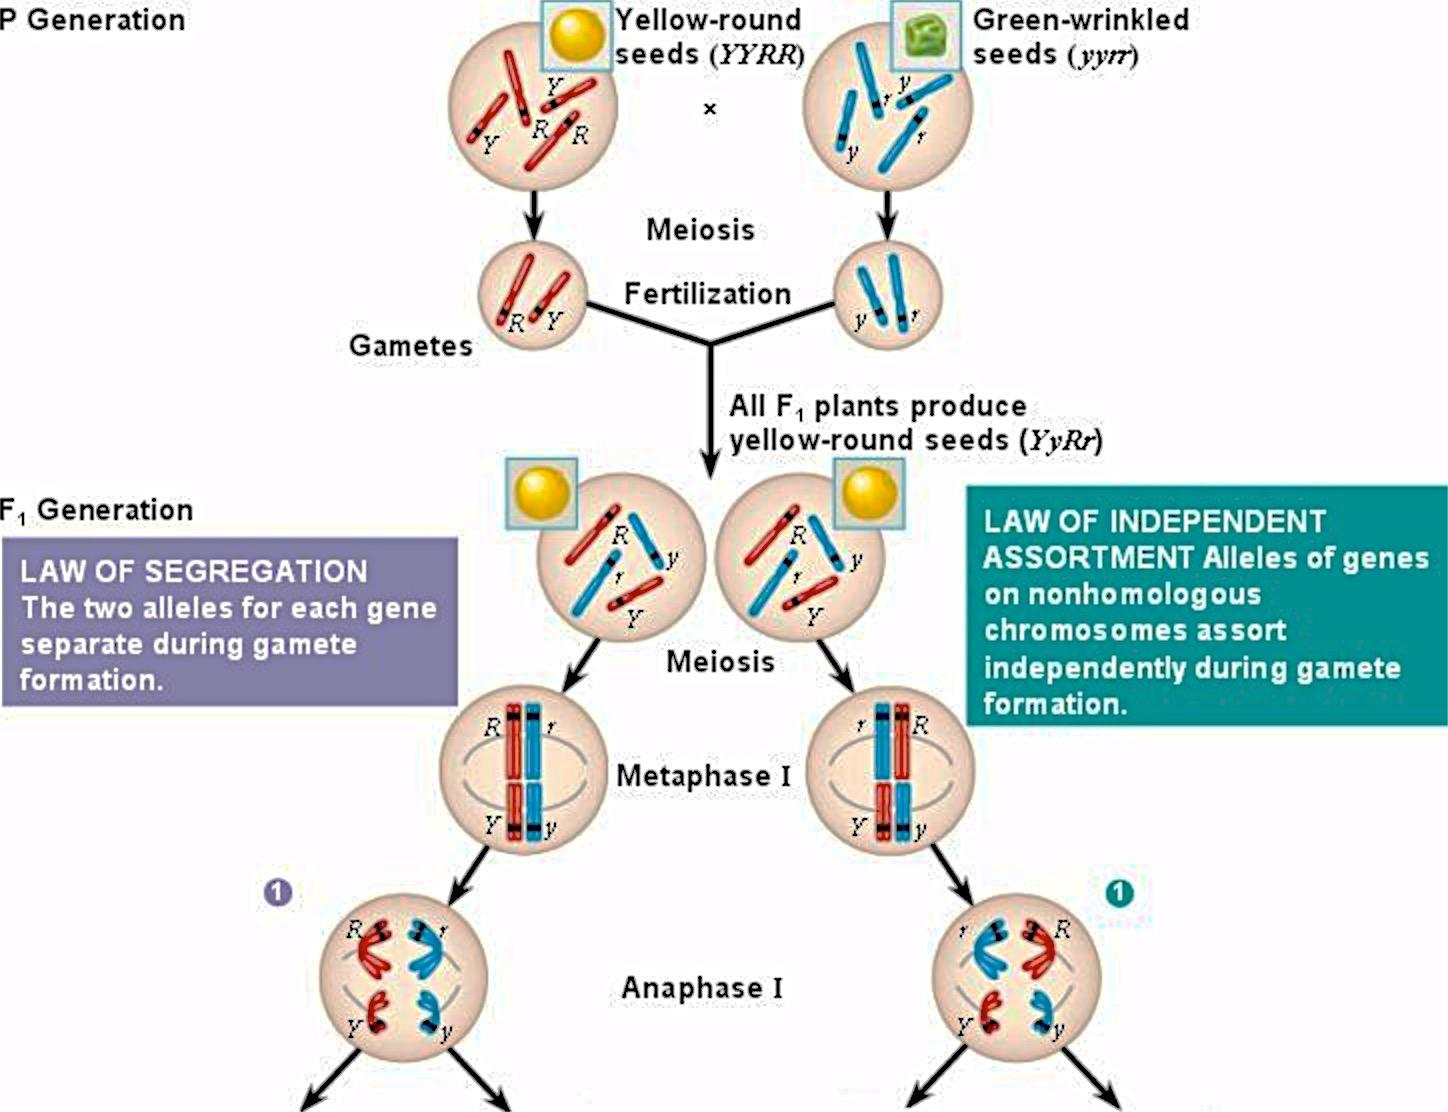 P Generation
Yellow-round
seeds (YYRR)
Green-wrinkled
seeds (yyrr)
×
Y
Y
R
R
y
r
y
r
Meiosis
Fertilization
R Y
y r
Gametes
All F₁ plants produce
yellow-round seeds (YyRr)
F₁ Generation
LAW OF SEGREGATION
The two alleles for each gene
separate during gamete
formation.
R
y
r
Y
R
y
r
Y
LAW OF INDEPENDENT
ASSORTMENT Alleles of genes
on nonhomologous
chromosomes assort
independently during gamete
formation.
Meiosis
R r
Y y
Metaphase I
r R
Y y
1
1
R r
Y y
Anaphase I
r R
Y y